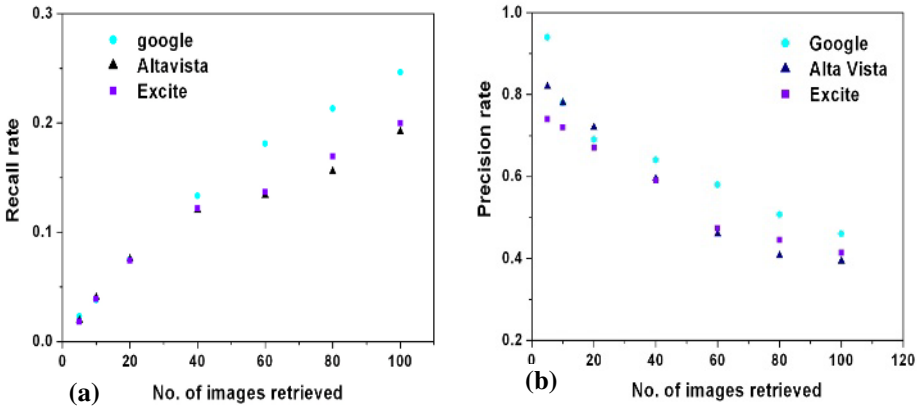 0.3
0.2
0.1
0.0
Recall rate
google
Altavista
Excite
0 20 40 60 80 100
No. of images retrieved
(a)
1.0
0.8
0.6
0.4
0.2
Precision rate
Google
Alta Vista
Excite
0 20 40 60 80 100 120
No. of images retrieved
(b)